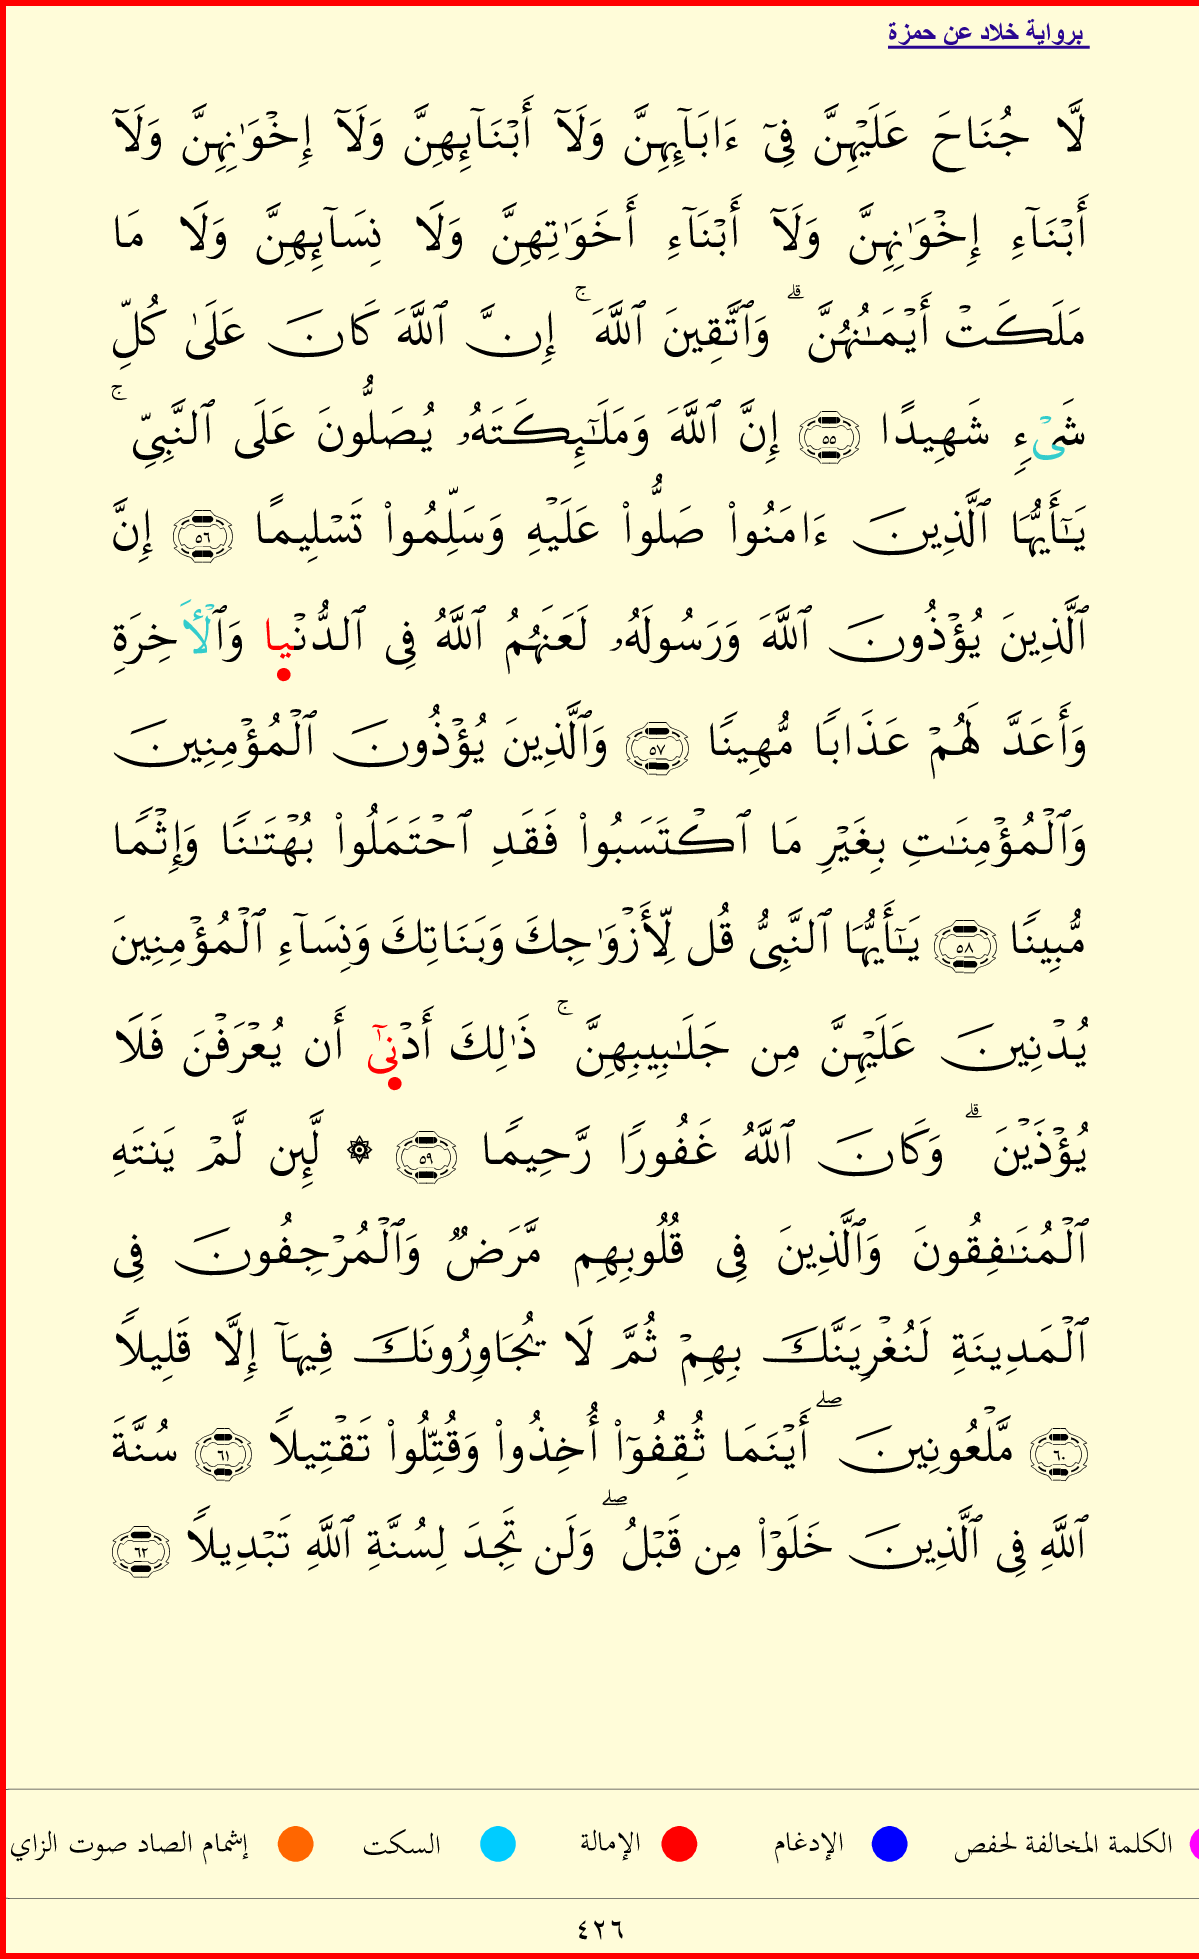 برواية خلاد عن حمزة
لَّا جُنَاحَ عَلَيْهِنَّ فِىٓ ءَابَآئِهِنَّ وَلَآ أَبْنَآئِهِنَّ وَلَآ إِخْوَٰنِهِنَّ وَلَآ
أَبْنَآءِ إِخْوَٰنِهِنَّ وَلَآ أَبْنَآءِ أَخَوَٰتِهِنَّ وَلَا نِسَآئِهِنَّ وَلَا مَا
مَلَكَتْ أَيْمَـٰنُهُنَّ ۗ وَٱتَّقِينَ ٱللَّهَ ۚ إِنَّ ٱللَّهَ كَانَ عَلَىٰ كُلِّ
شَىْءٍ شَهِيدًا ٥٥ إِنَّ ٱللَّهَ وَمَلَـٰٓئِكَتَهُۥ يُصَلُّونَ عَلَى ٱلنَّبِىِّ ۚ
يَـٰٓأَيُّهَا ٱلَّذِينَ ءَامَنُوا۟ صَلُّوا۟ عَلَيْهِ وَسَلِّمُوا۟ تَسْلِيمًا ٥٦ إِنَّ
ٱلَّذِينَ يُؤْذُونَ ٱللَّهَ وَرَسُولَهُۥ لَعَنَهُمُ ٱللَّهُ فِى ٱلدُّنْيا وَٱلْأَخِرَةِ
وَأَعَدَّ لَهُمْ عَذَابًا مُّهِينًا ٥٧ وَٱلَّذِينَ يُؤْذُونَ ٱلْمُؤْمِنِينَ
وَٱلْمُؤْمِنَـٰتِ بِغَيْرِ مَا ٱكْتَسَبُوا۟ فَقَدِ ٱحْتَمَلُوا۟ بُهْتَـٰنًا وَإِثْمًا
مُّبِينًا ٥٨ يَـٰٓأَيُّهَا ٱلنَّبِىُّ قُل لِّأَزْوَٰجِكَ وَبَنَاتِكَ وَنِسَآءِ ٱلْمُؤْمِنِينَ
يُدْنِينَ عَلَيْهِنَّ مِن جَلَـٰبِيبِهِنَّ ۚ ذَٰلِكَ أَدْنىٓ أَن يُعْرَفْنَ فَلَا
يُؤْذَيْنَ ۗ وَكَانَ ٱللَّهُ غَفُورًا رَّحِيمًا ٥٩ ۞ لَّئِن لَّمْ يَنتَهِ
ٱلْمُنَـٰفِقُونَ وَٱلَّذِينَ فِى قُلُوبِهِم مَّرَضٌ وَٱلْمُرْجِفُونَ فِى
ٱلْمَدِينَةِ لَنُغْرِيَنَّكَ بِهِمْ ثُمَّ لَا يُجَاوِرُونَكَ فِيهَآ إِلَّا قَلِيلًا
٦٠ مَّلْعُونِينَ ۖ أَيْنَمَا ثُقِفُوٓا۟ أُخِذُوا۟ وَقُتِّلُوا۟ تَقْتِيلًا ٦١ سُنَّةَ
ٱللَّهِ فِى ٱلَّذِينَ خَلَوْا۟ مِن قَبْلُ ۖ وَلَن تَجِدَ لِسُنَّةِ ٱللَّهِ تَبْدِيلًا ٦٢
الكلمة المخالفة لحفص الإدغام الإمالة السكت إشمام الصاد صوت الزاي
٤٢٦